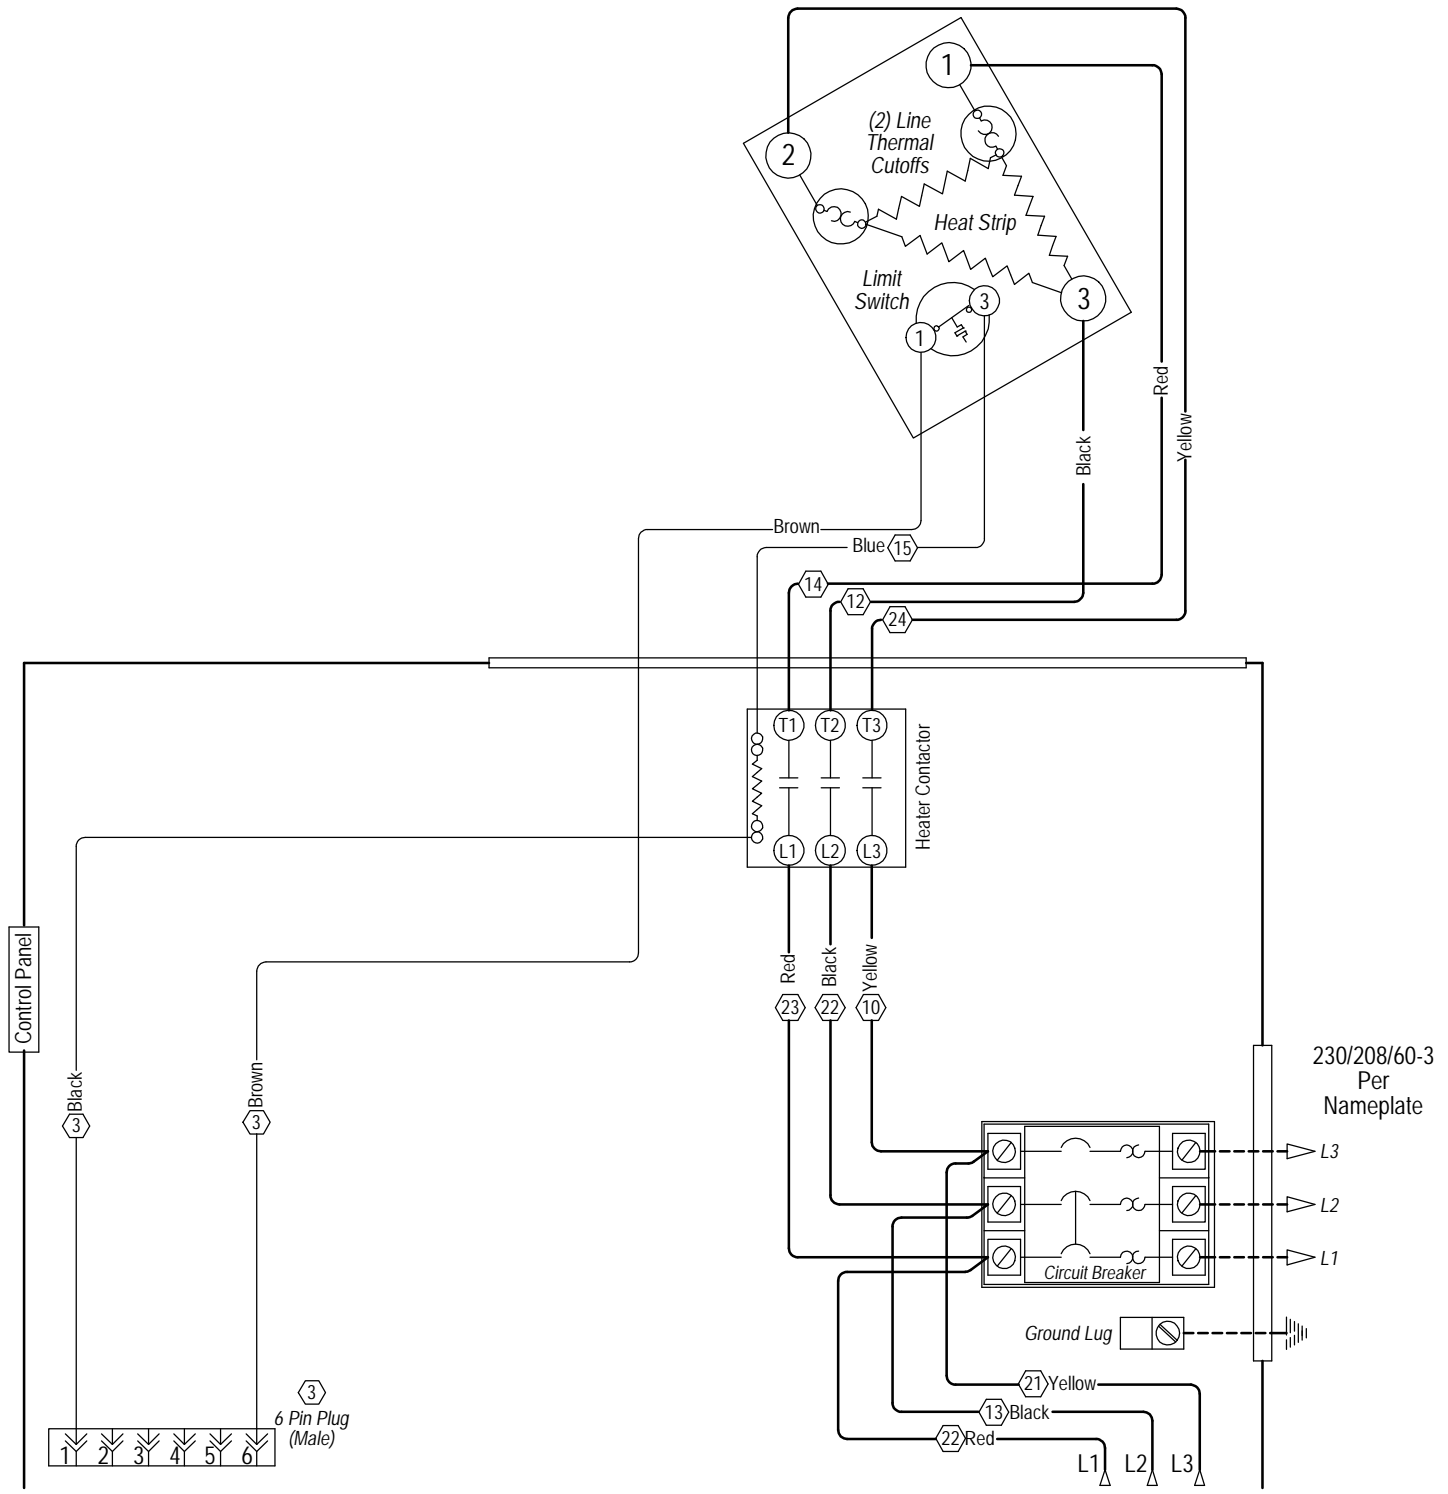 1
(2) Line
Thermal
Cutoffs
2
Heat Strip
Limit
Switch
3
3
1
Red
Yellow
Black
Brown
Blue 15
14
12
24
T1 T2 T3
Heater Contactor
L1 L2 L3
Control Panel
Red
Black
Yellow
23 22 10
Black
3
Brown
3
230/208/60-3
Per
Nameplate
L3
L2
L1
Circuit Breaker
Ground Lug
21 Yellow
13 Black
22 Red
L1 L2 L3
3
6 Pin Plug
(Male)
1 2 3 4 5 6